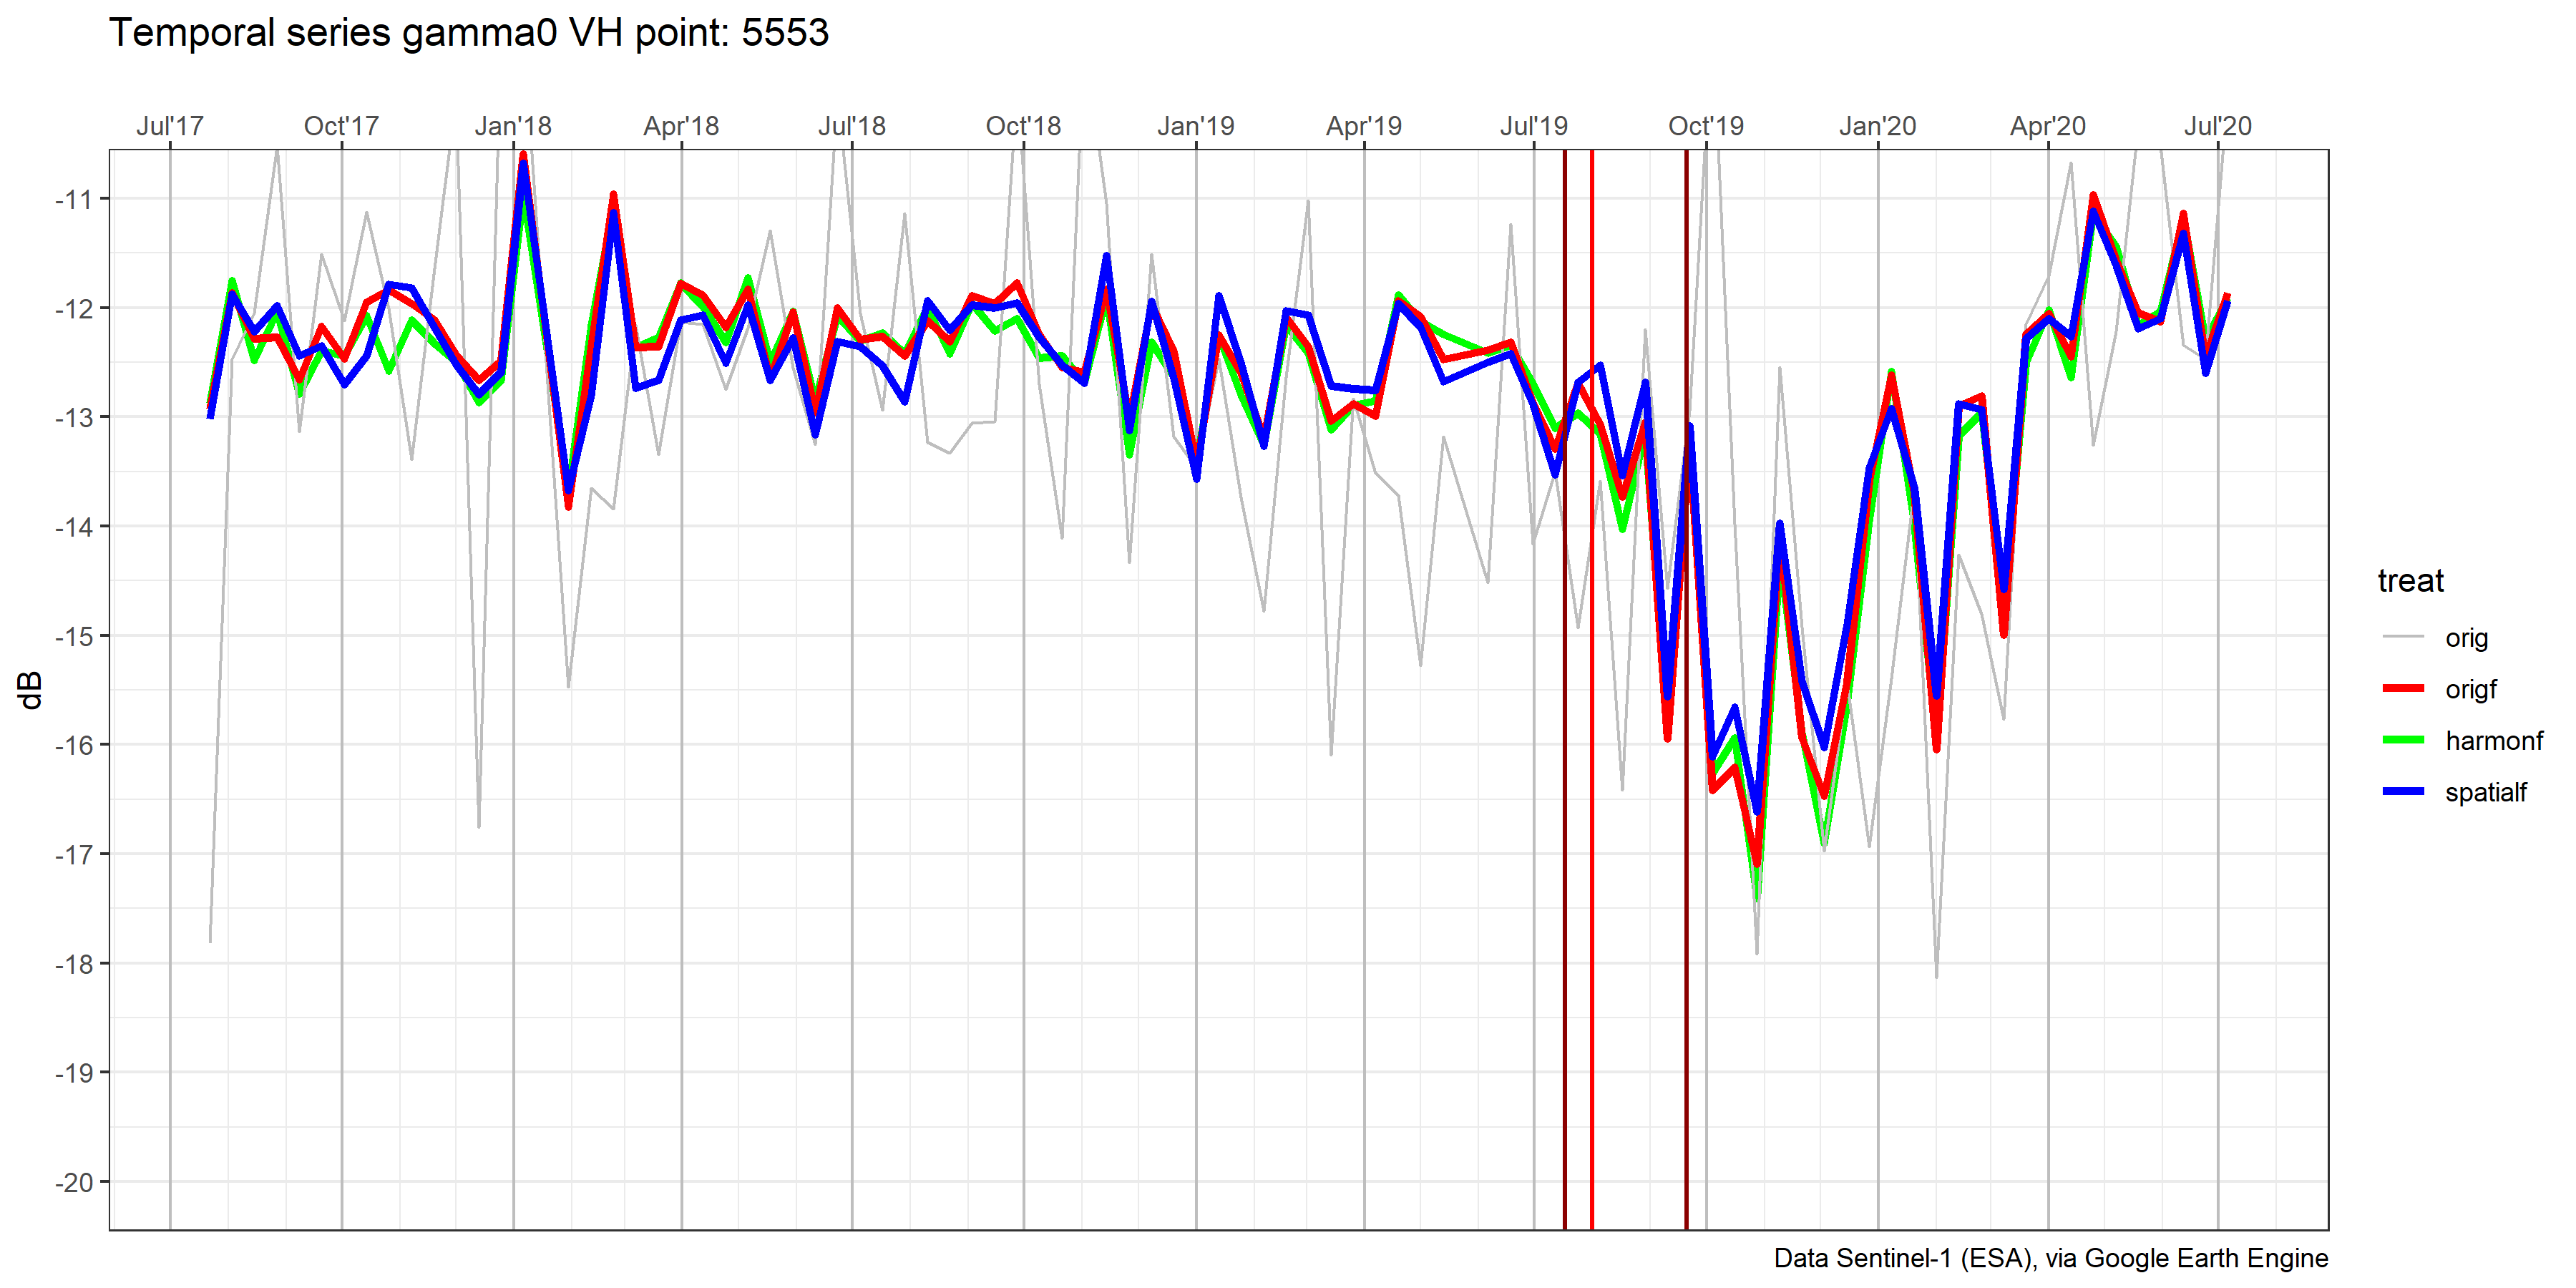 Temporal series gamma0 VH point: 5553
Jul'17 Oct'17 Jan'18 Apr'18 Jul'18 Oct'18 Jan'19 Apr'19 Jul'19 Oct'19 Jan'20 Apr'20 Jul'20
-11
-12
-13
-14
-15
-16
-17
-18
-19
-20
dB
treat
orig
origf
harmonf
spatialf
Data Sentinel-1 (ESA), via Google Earth Engine